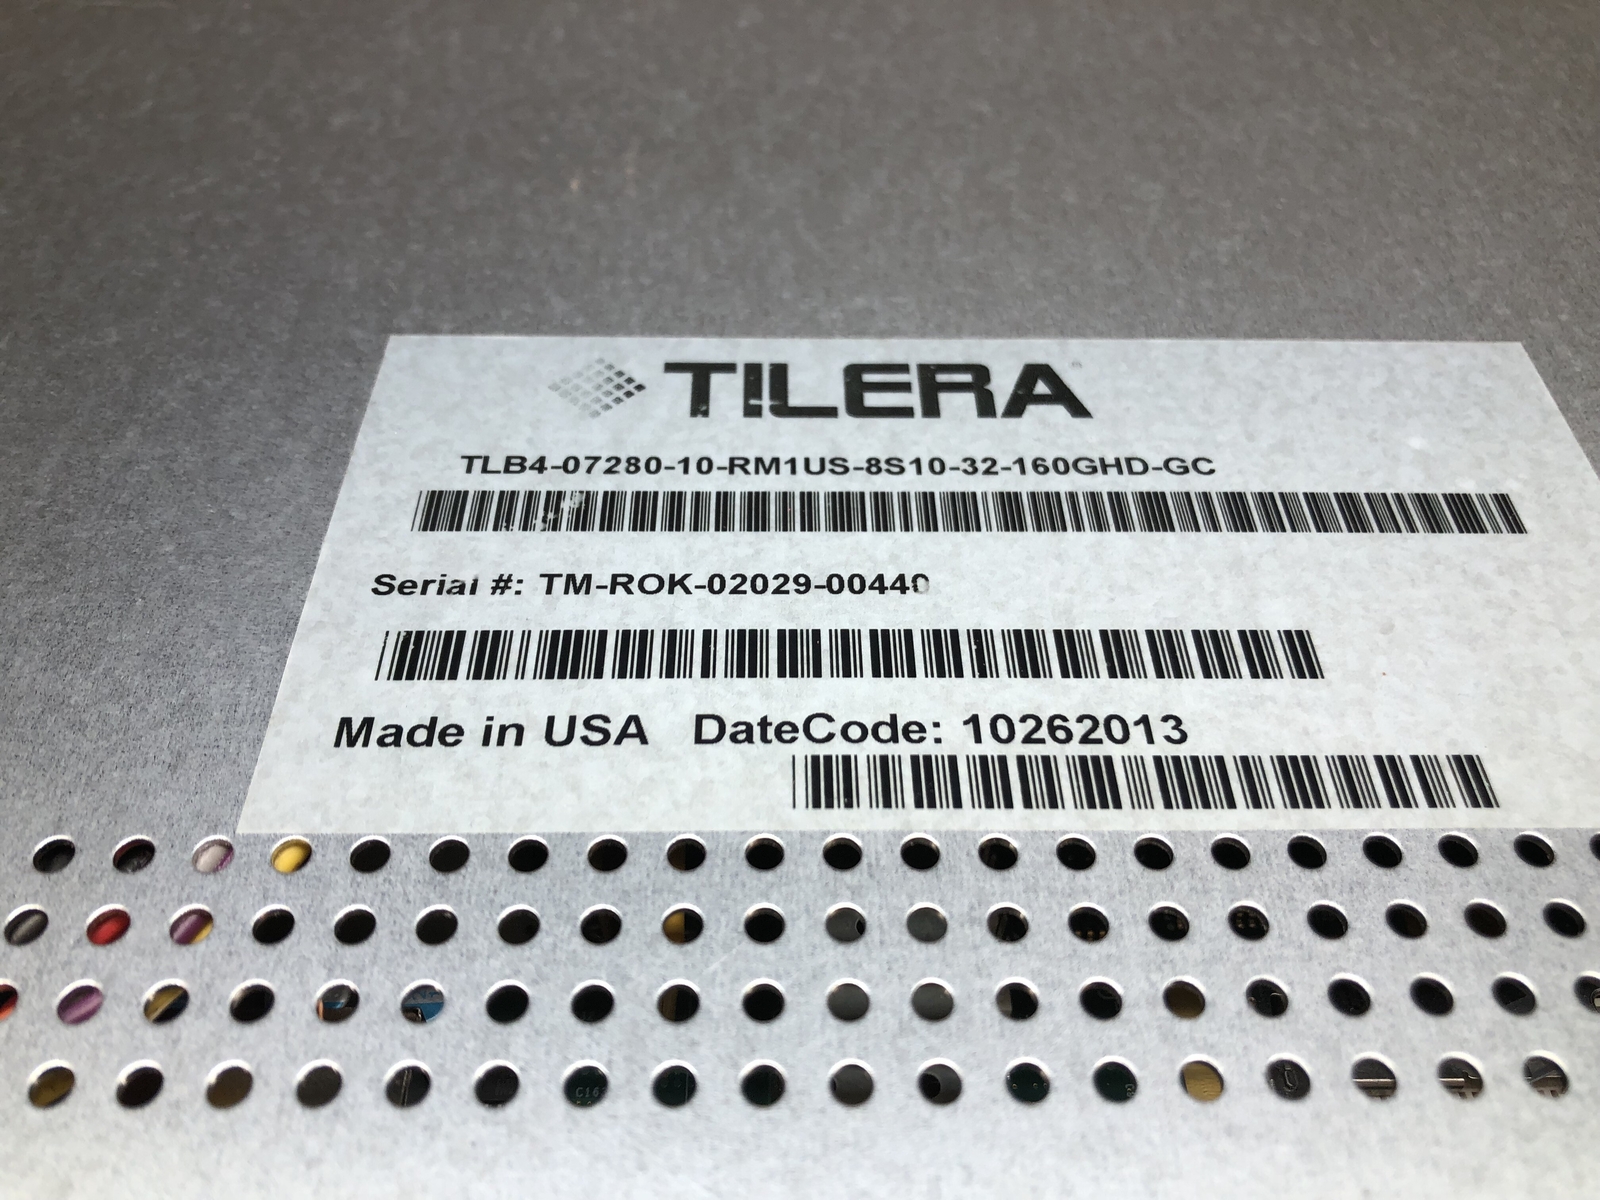 TILERA
TLB4-07280-10-RM1US-8S10-32-160GHD-GC
Serial #: TM-ROK-02029-00440
Made in USA DateCode: 10262013
C16